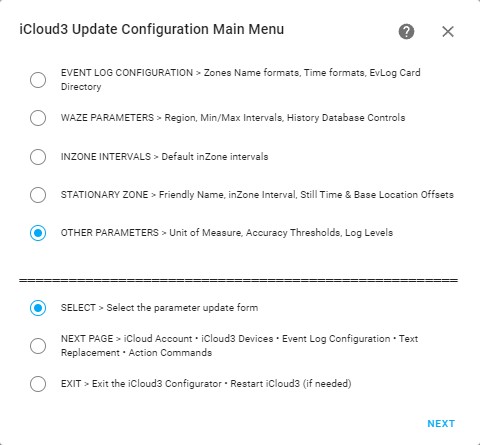 iCloud3 Update Configuration Main Menu
EVENT LOG CONFIGURATION > Zones Name formats, Time formats, EvLog Card
Directory
WAZE PARAMETERS > Region, Min/Max Intervals, History Database Controls
INZONE INTERVALS > Default inZone intervals
STATIONARY ZONE > Friendly Name, inZone Interval, Still Time & Base Location Offsets
OTHER PARAMETERS > Unit of Measure, Accuracy Thresholds, Log Levels
SELECT > Select the parameter update form
NEXT PAGE > iCloud Account • iCloud3 Devices • Event Log Configuration • Text
Replacement • Action Commands
EXIT > Exit the iCloud3 Configurator • Restart iCloud3 (if needed)
NEXT